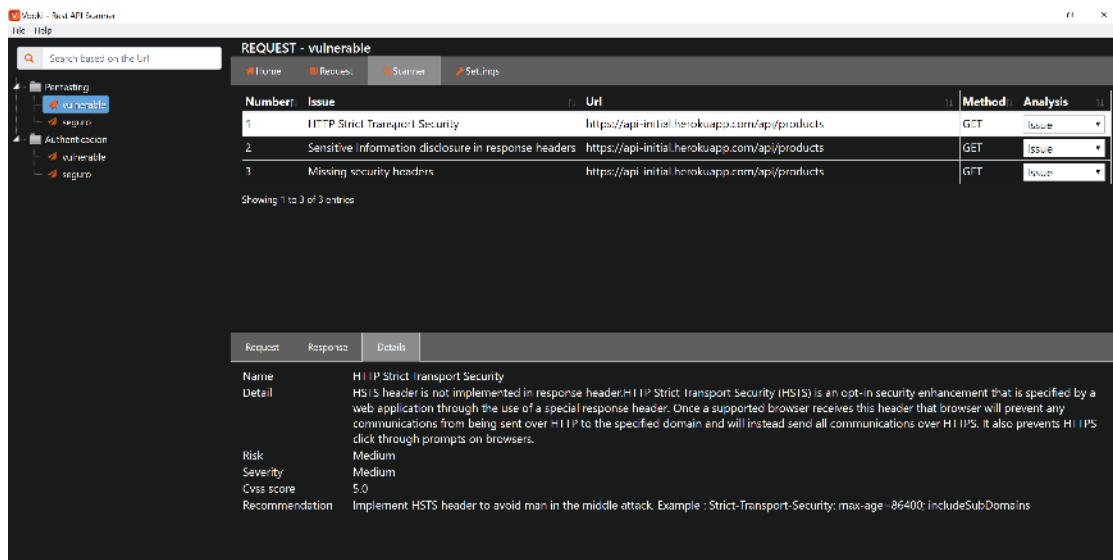 Vooki - Rest API Scanner
File Help
Search based on the Url
Pentesting
vulnerable
seguro
Authenticacion
vulnerable
seguro
REQUEST - vulnerable
Home Request Scanner Settings
Number Issue Url Method Analysis
1 HTTP Strict Transport Security https://api-initial.herokuapp.com/api/products GET Issue
2 Sensitive Information disclosure in response headers https://api-initial.herokuapp.com/api/products GET Issue
3 Missing security headers https://api-initial.herokuapp.com/api/products GET Issue
Showing 1 to 3 of 3 entries
Request Response Details
Name HTTP Strict Transport Security
Detail HSTS header is not implemented in response header.HTTP Strict Transport Security (HSTS) is an opt-in security enhancement that is specified by a
web application through the use of a special response header. Once a supported browser receives this header that browser will prevent any
communications from being sent over HTTP to the specified domain and will instead send all communications over HTTPS. It also prevents HTTPS
click through prompts on browsers.
Risk Medium
Severity Medium
Cvss score 5.0
Recommendation Implement HSTS header to avoid man in the middle attack. Example : Strict-Transport-Security: max-age=86400; includeSubDomains